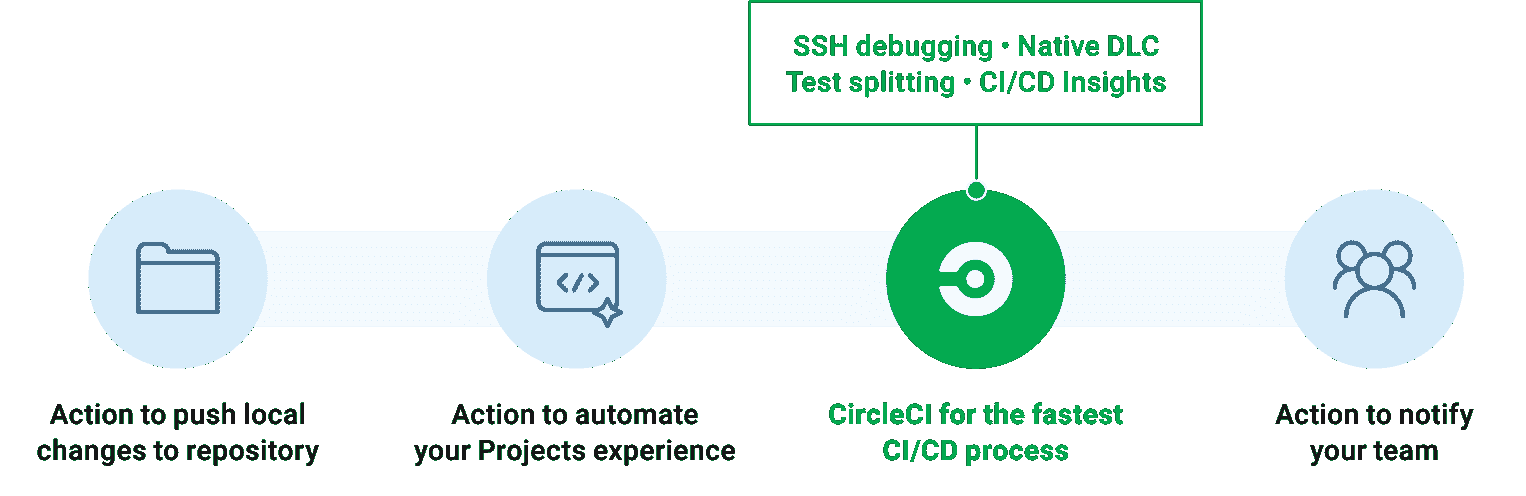 SSH debugging • Native DLC
Test splitting • CI/CD Insights
</>
Action to push local
changes to repository
Action to automate
your Projects experience
CircleCI for the fastest
CI/CD process
Action to notify
your team